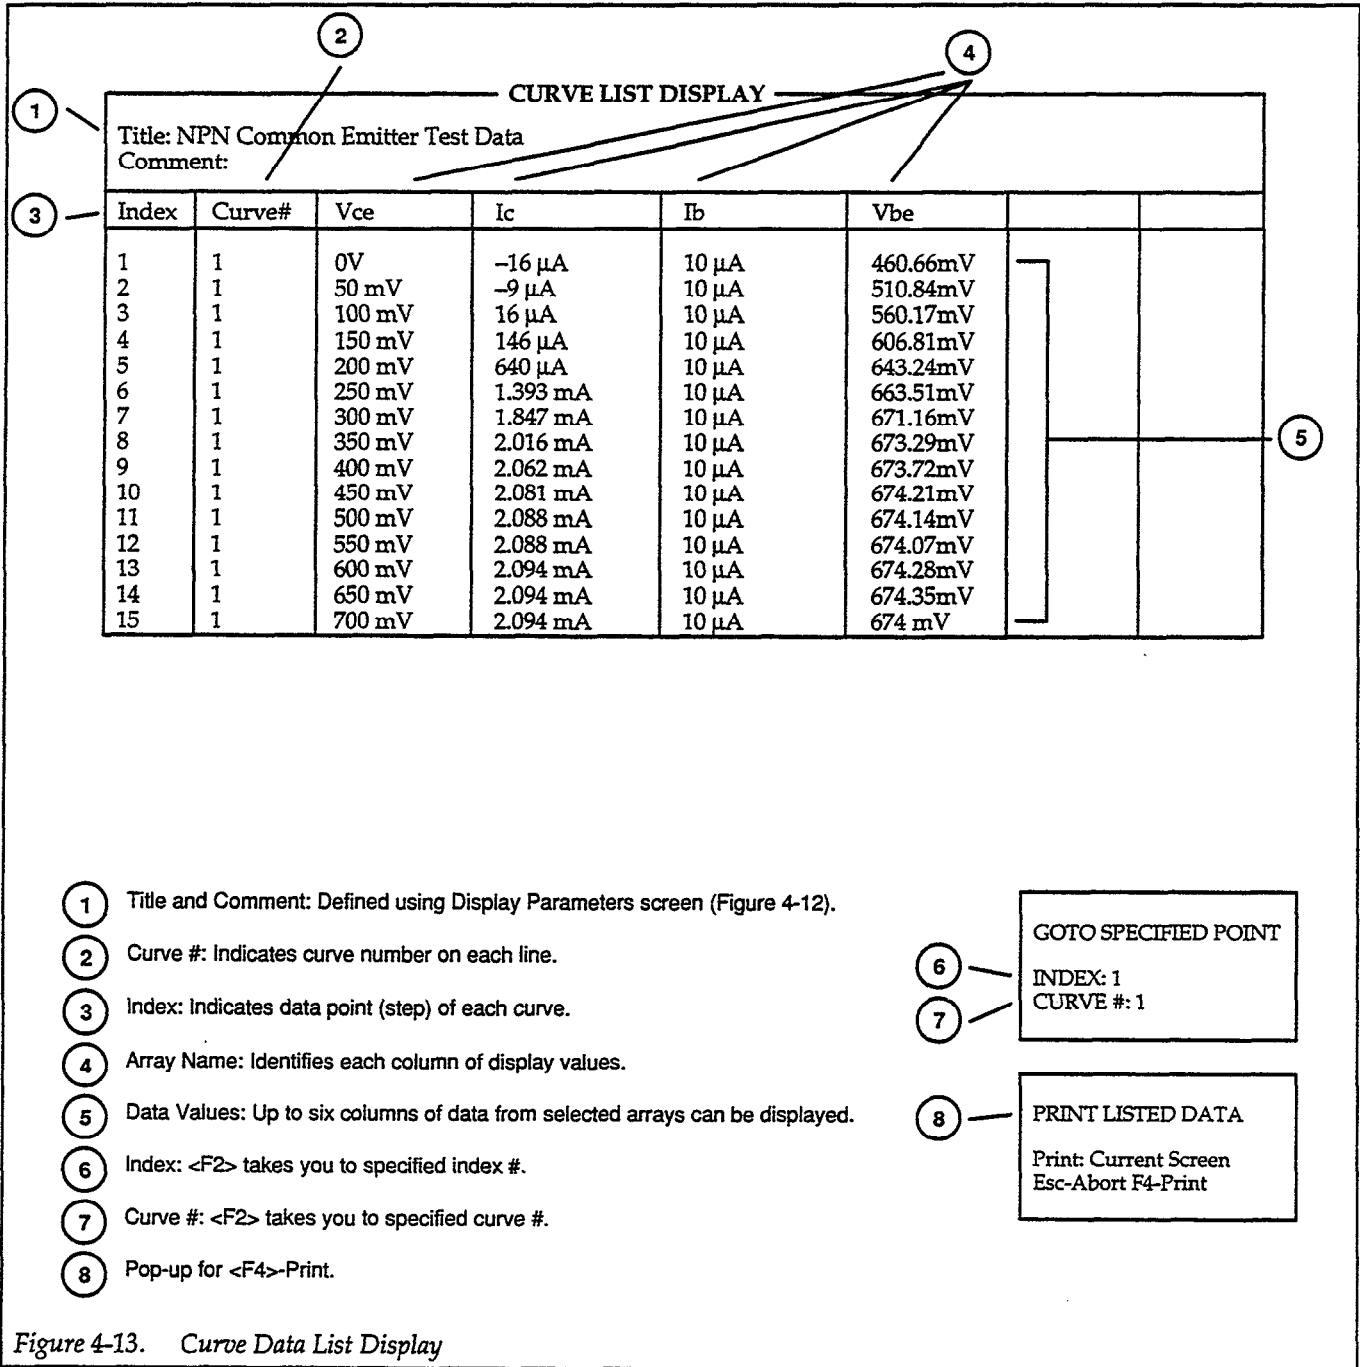 2
4
CURVE LIST DISPLAY
1
Title: NPN Common Emitter Test Data
Comment:
3
Index Curve# Vce Ic Ib Vbe
1 1 0V –16 µA 10 µA 460.66mV
2 1 50 mV –9 µA 10 µA 510.84mV
3 1 100 mV 16 µA 10 µA 560.17mV
4 1 150 mV 146 µA 10 µA 606.81mV
5 1 200 mV 640 µA 10 µA 643.24mV
6 1 250 mV 1.393 mA 10 µA 663.51mV
7 1 300 mV 1.847 mA 10 µA 671.16mV
8 1 350 mV 2.016 mA 10 µA 673.29mV
9 1 400 mV 2.062 mA 10 µA 673.72mV
10 1 450 mV 2.081 mA 10 µA 674.21mV
11 1 500 mV 2.088 mA 10 µA 674.14mV
12 1 550 mV 2.088 mA 10 µA 674.07mV
13 1 600 mV 2.094 mA 10 µA 674.28mV
14 1 650 mV 2.094 mA 10 µA 674.35mV
15 1 700 mV 2.094 mA 10 µA 674 mV
5
1 Title and Comment: Defined using Display Parameters screen (Figure 4-12).
2 Curve #: Indicates curve number on each line.
3 Index: Indicates data point (step) of each curve.
4 Array Name: Identifies each column of display values.
5 Data Values: Up to six columns of data from selected arrays can be displayed.
6 Index: <F2> takes you to specified index #.
7 Curve #: <F2> takes you to specified curve #.
8 Pop-up for <F4>-Print.
GOTO SPECIFIED POINT
6
INDEX: 1
7
CURVE #: 1
8
PRINT LISTED DATA
Print: Current Screen
Esc-Abort F4-Print
Figure 4-13. Curve Data List Display